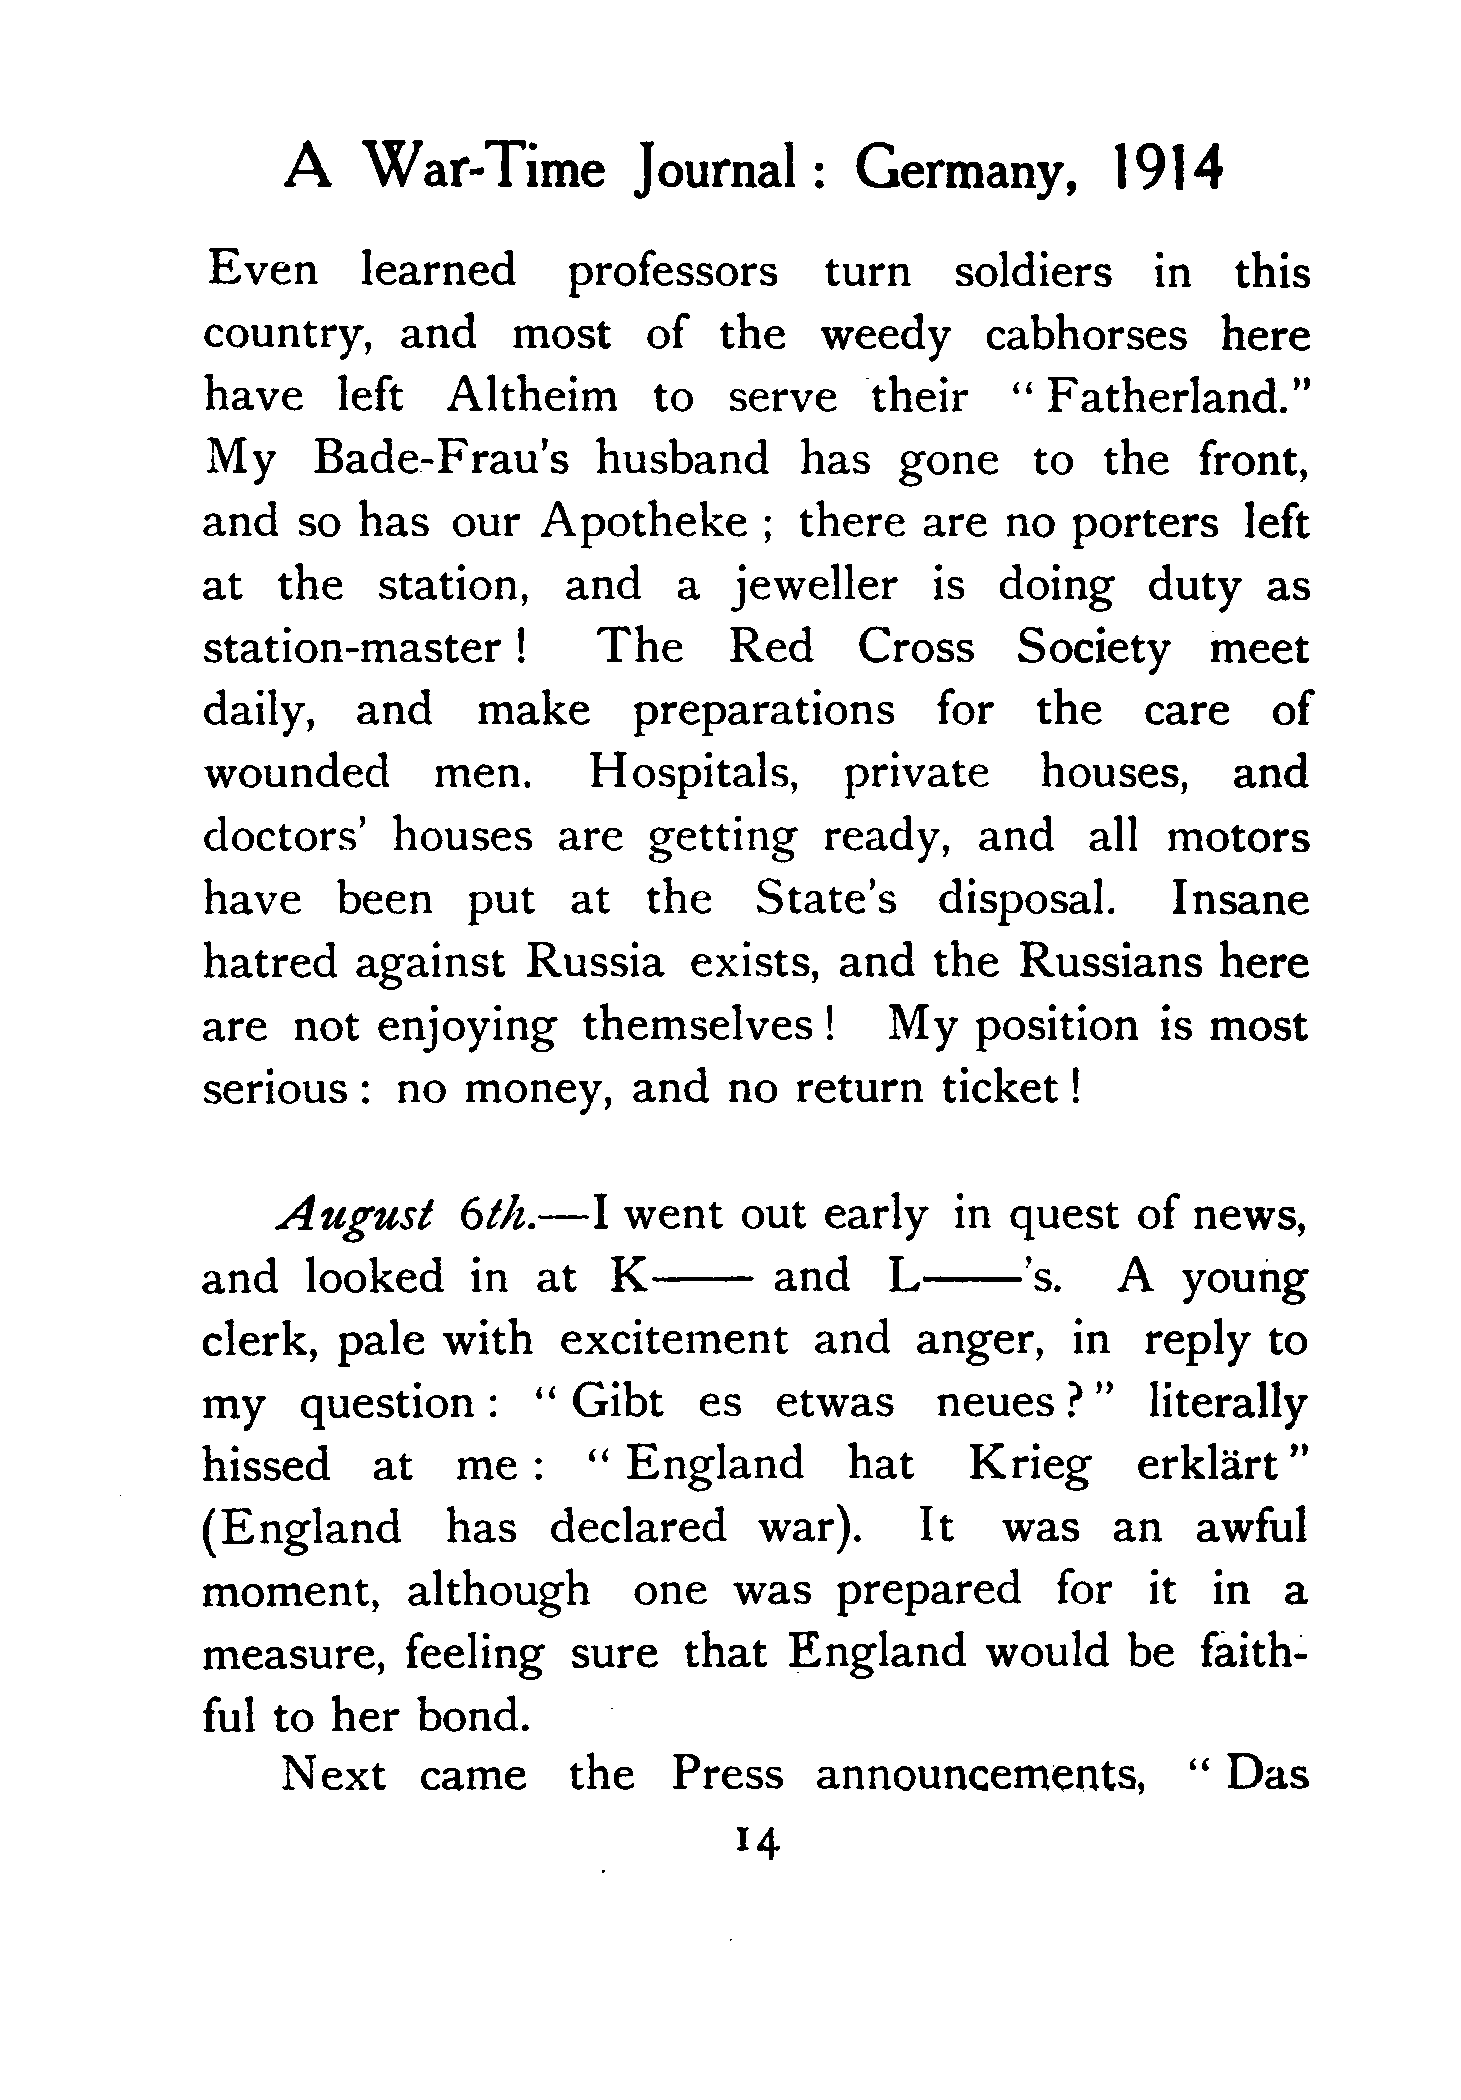 A War-Time Journal : Germany, 1914
Even learned professors turn soldiers in this
country, and most of the weedy cabhorses here
have left Altheim to serve their “ Fatherland.”
My Bade-Frau's husband has gone to the front,
and so has our Apotheke ; there are no porters left
at the station, and a jeweller is doing duty as
station-master ! The Red Cross Society meet
daily, and make preparations for the care of
wounded men. Hospitals, private houses, and
doctors' houses are getting ready, and all motors
have been put at the State's disposal. Insane
hatred against Russia exists, and the Russians here
are not enjoying themselves ! My position is most
serious : no money, and no return ticket !
August 6th.—I went out early in quest of news,
and looked in at K—— and L——'s. A young
clerk, pale with excitement and anger, in reply to
my question : “ Gibt es etwas neues ? ” literally
hissed at me : “ England hat Krieg erklärt ”
(England has declared war). It was an awful
moment, although one was prepared for it in a
measure, feeling sure that England would be faith-
ful to her bond.
Next came the Press announcements, “ Das
14